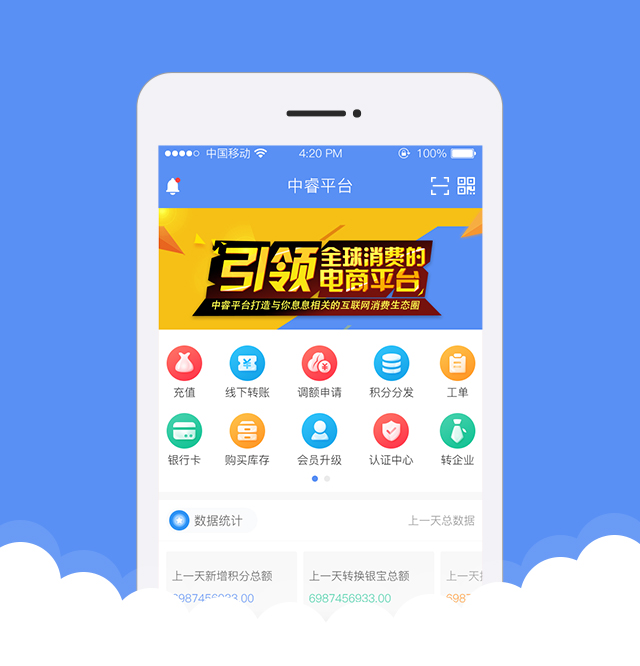 中国移动 4:20 PM 100%
中睿平台
引领 全球消费的
电商平台
中睿平台打造与你息息相关的互联网消费生态圈
充值 线下转账 调额申请 积分分发 工单
银行卡 购买库存 会员升级 认证中心 转企业
数据统计 上一天总数据
上一天新增积分总额 上一天转换银宝总额 上一天
6987456933.00 6987456933.00 698